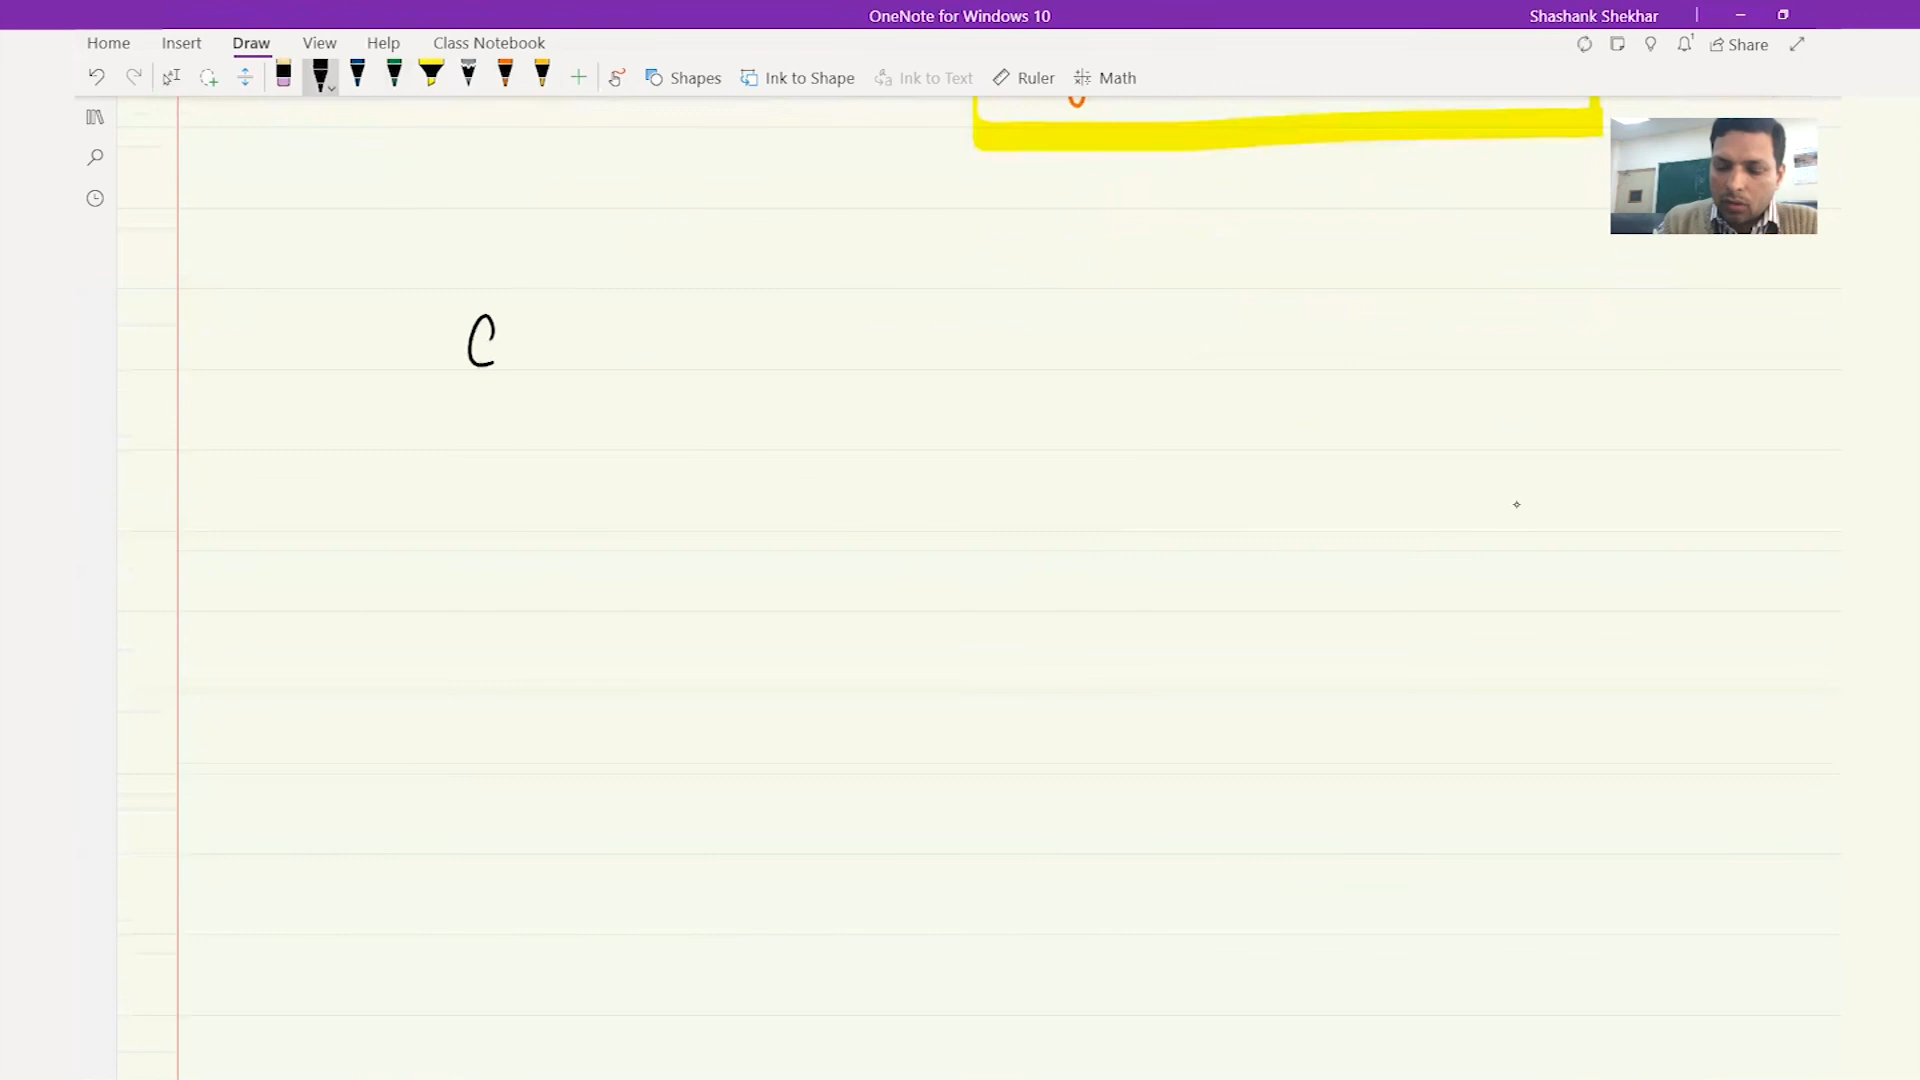 OneNote for Windows 10 Shashank Shekhar
Home Insert Draw View Help Class Notebook Share
Shapes Ink to Shape Ink to Text Ruler Math
C